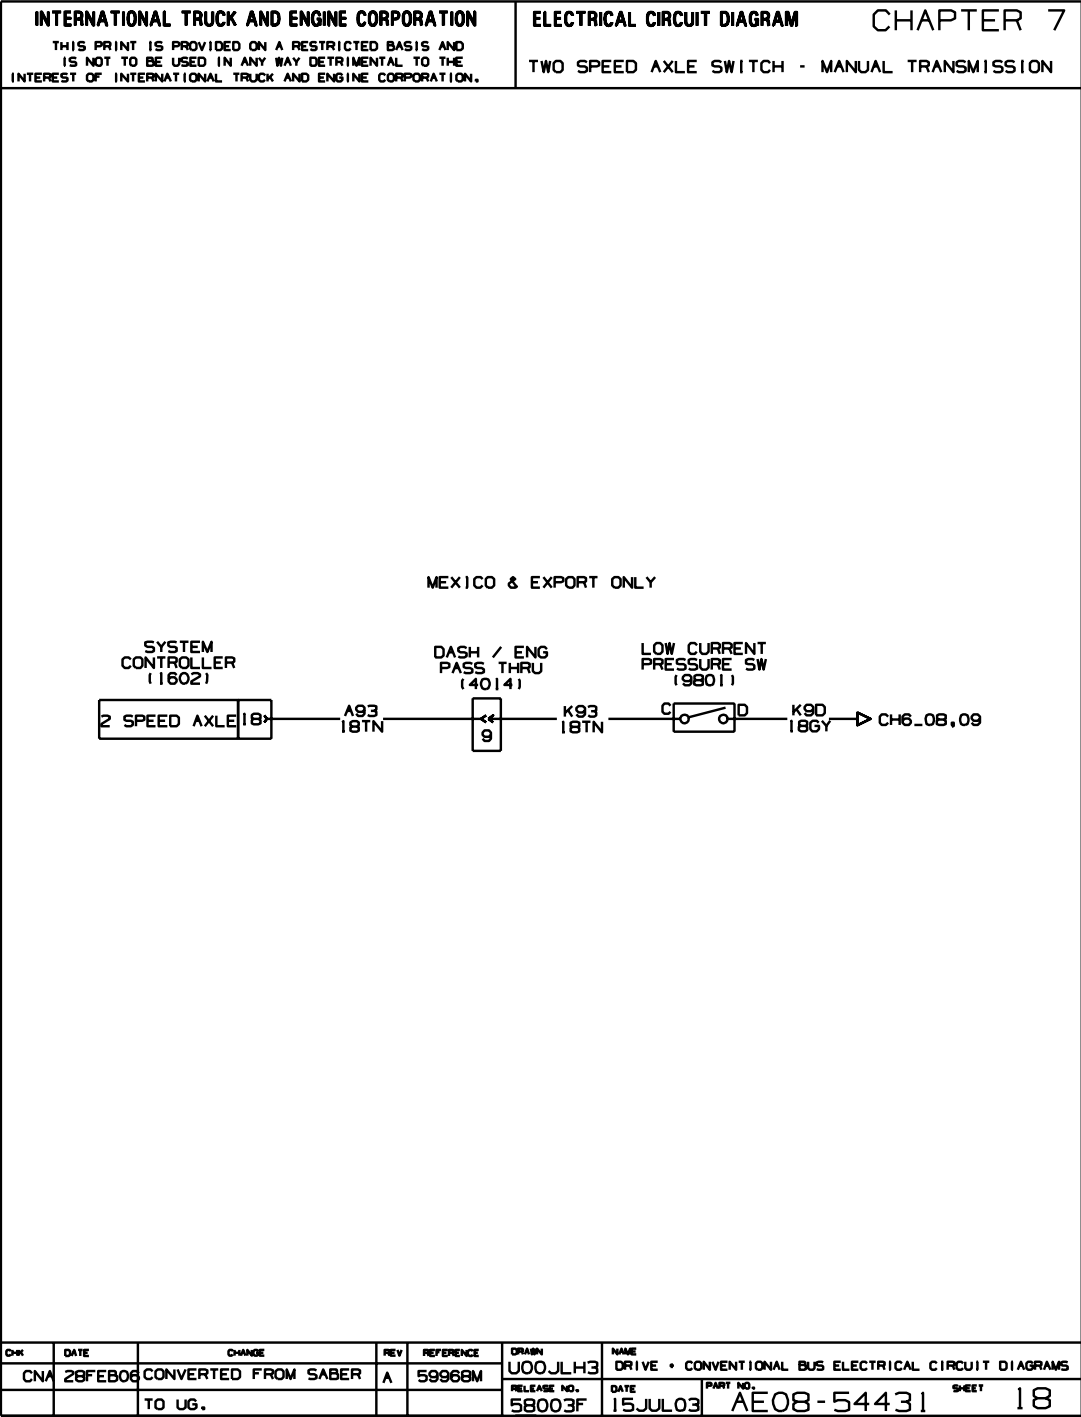 INTERNATIONAL TRUCK AND ENGINE CORPORATION
THIS PRINT IS PROVIDED ON A RESTRICTED BASIS AND
IS NOT TO BE USED IN ANY WAY DETRIMENTAL TO THE
INTEREST OF INTERNATIONAL TRUCK AND ENGINE CORPORATION.
ELECTRICAL CIRCUIT DIAGRAM CHAPTER 7
TWO SPEED AXLE SWITCH - MANUAL TRANSMISSION
MEXICO & EXPORT ONLY
SYSTEM
CONTROLLER
(1602)
2 SPEED AXLE 18
A93
18TN
DASH / ENG
PASS THRU
(4014)
9
K93
18TN
LOW CURRENT
PRESSURE SW
(9801)
C D
K9D
18GY
CH6_08,09
CHK DATE CHANGE REV REFERENCE
CNA 28FEB06 CONVERTED FROM SABER A 59968M
TO UG.
DRAWN
U00JLH3
NAME
DRIVE • CONVENTIONAL BUS ELECTRICAL CIRCUIT DIAGRAMS
RELEASE NO.
58003F
DATE
15JUL03
PART NO.
AE08-54431
SHEET 18